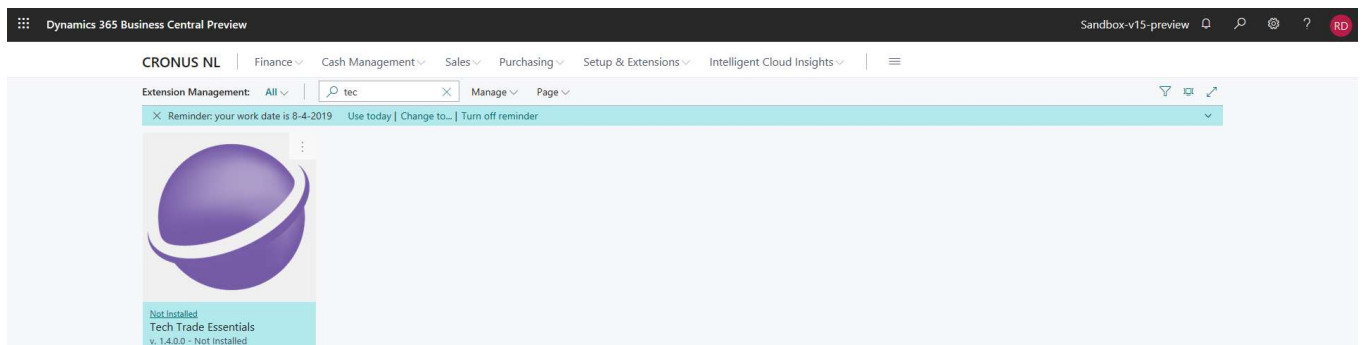 Dynamics 365 Business Central Preview Sandbox-v15-preview ? RD
CRONUS NL Finance Cash Management Sales Purchasing Setup & Extensions Intelligent Cloud Insights
Extension Management: All tec Manage Page
Reminder: your work date is 8-4-2019 Use today | Change to... | Turn off reminder
Not Installed
Tech Trade Essentials
v. 1.4.0.0 - Not Installed